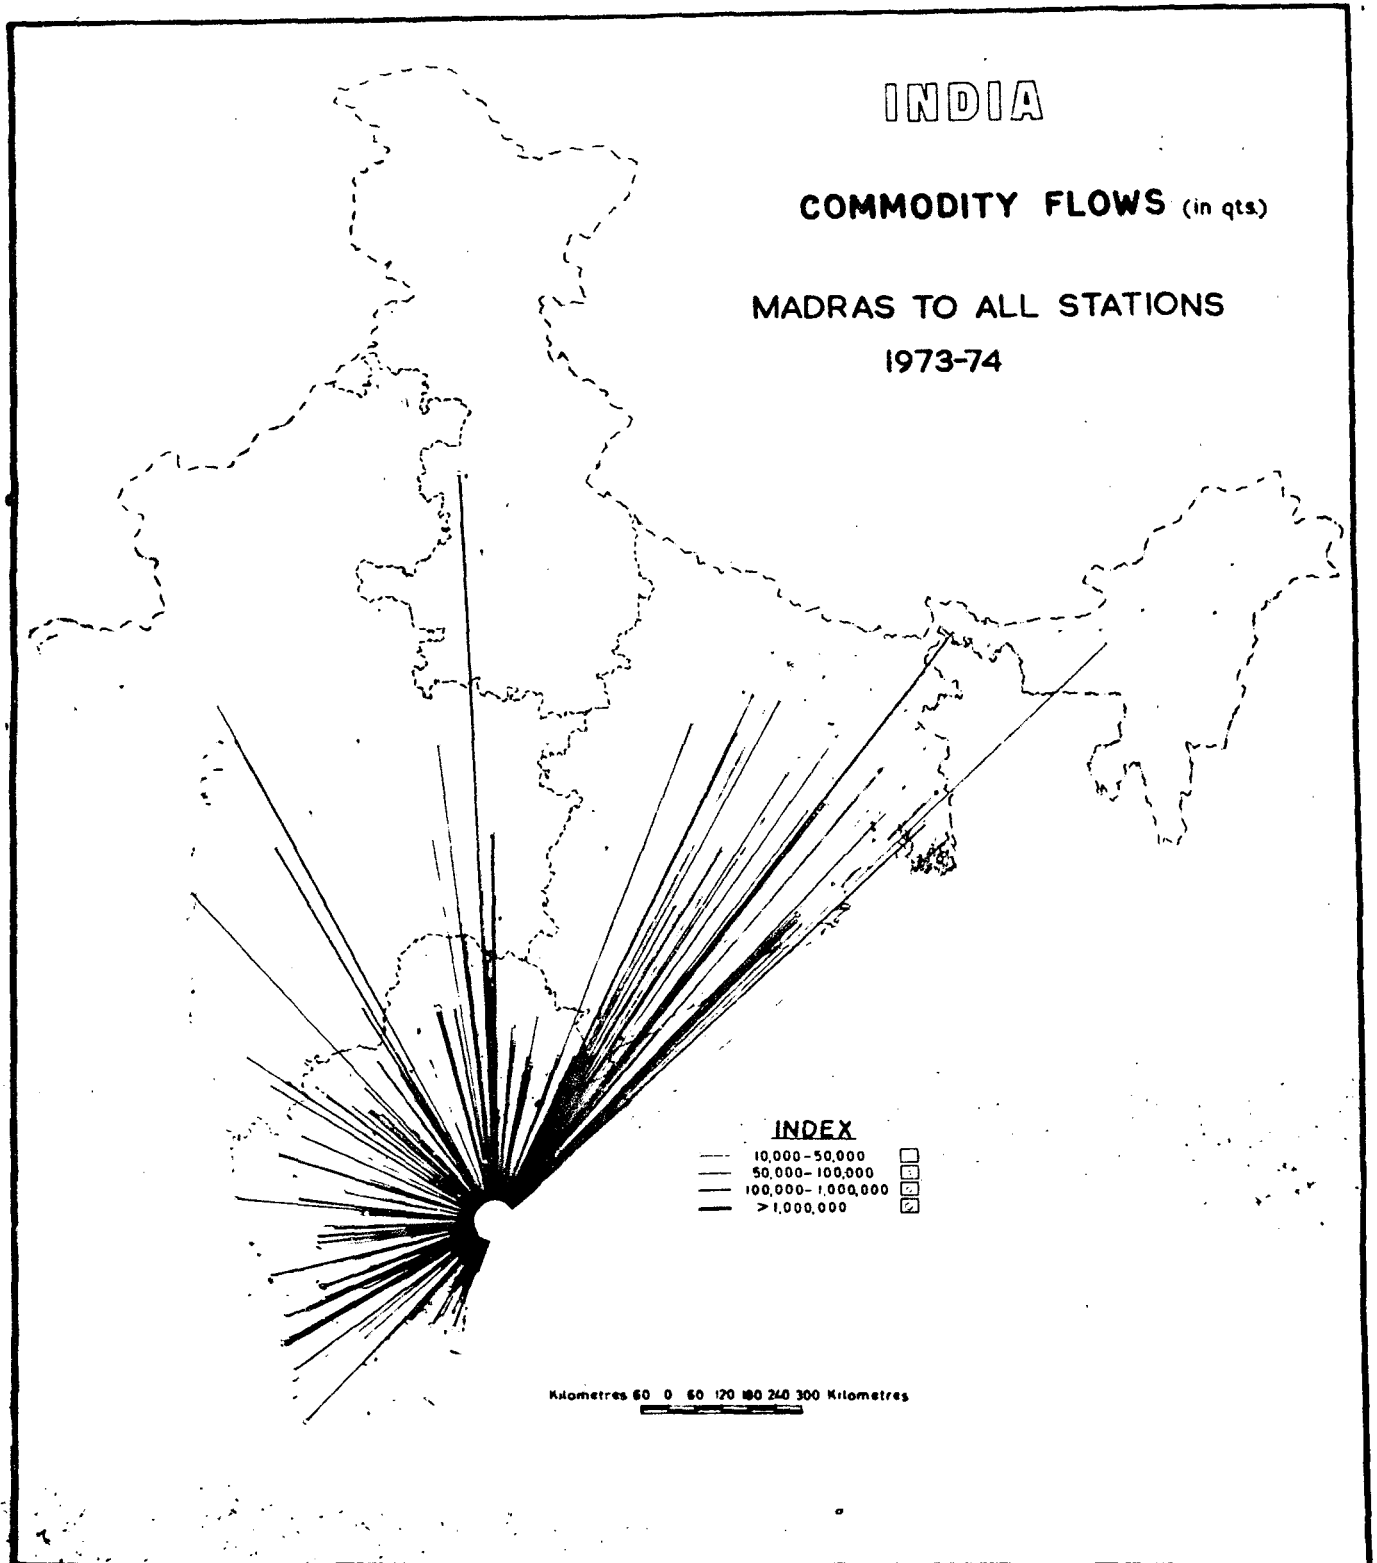 INDIA
COMMODITY FLOWS (in qts.)
MADRAS TO ALL STATIONS
1973-74
INDEX
10,000-50,000
50,000-100,000
100,000-1,000,000
>1,000,000
Kilometres 60 0 60 120 180 240 300 Kilometres